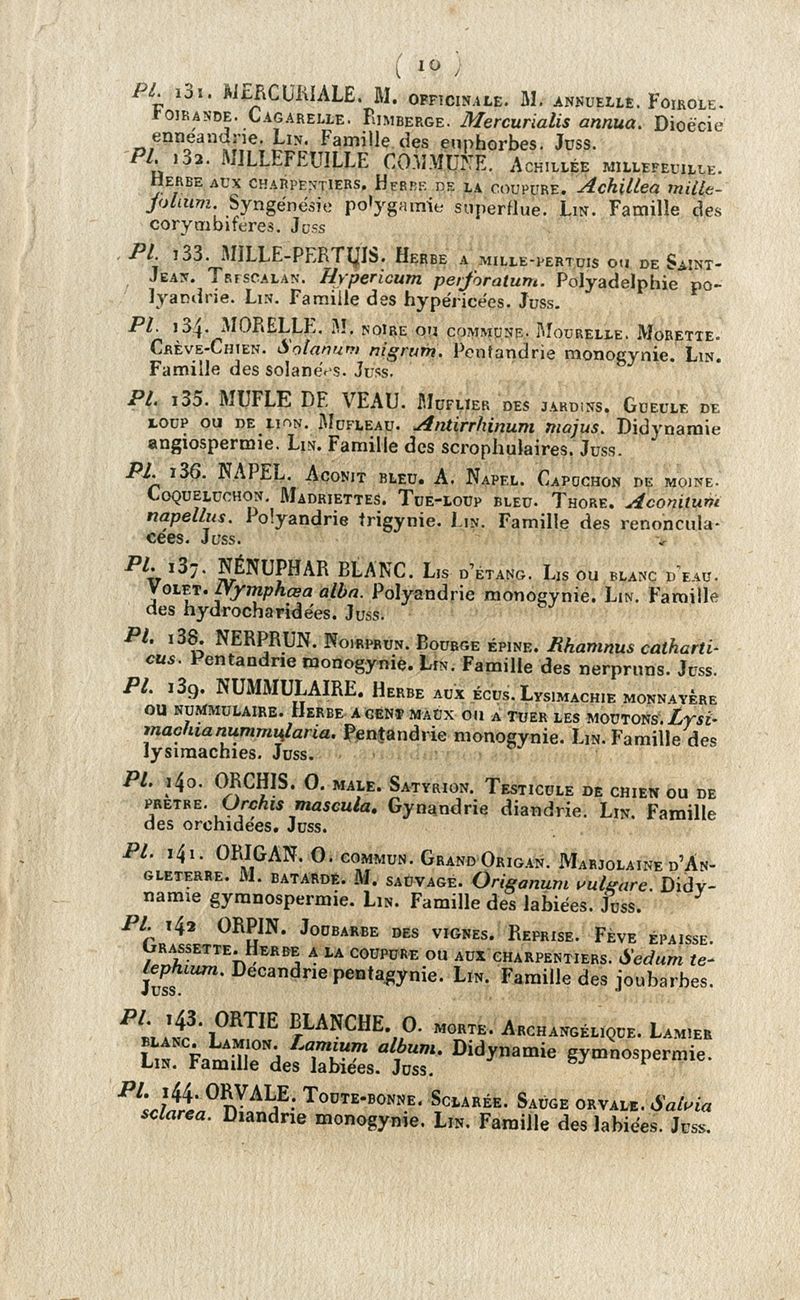 ( 10 )
Pl. 131. MERCURIALE. M. OFFICINALE. M. ANNUELLE. FOIROLE.
FOIRANDE. CAGARELLE. RIMBERGE. Mercurialis annua. Dioëcie
ennéandrie. LIN. Famille des euphorbes. JUSS.
Pl. 132. MILLEFEUILLE COMMUNE. ACHILLÉE MILLEFEUILLE.
HERBE AUX CHARPENTIERS. HERBE DE LA COUPURE. Achillea mille-
folium. Syngénésie polygamie superflue. LIN. Famille des
corymbifères. JUSS
Pl. 133. MILLE-PERTUIS. HERBE A MILLE-PERTUIS OU DE SAINT-
JEAN. TRESCALAN. Hypericum perforatum. Polyadelphie po-
lyandrie. LIN. Famille des hypéricées. JUSS.
Pl. 134. MORELLE. M. NOIRE OU COMMUNE. MOURELLE. MORETTE.
CRÈVE-CHIEN. Solanum nigrum. Pentandrie monogynie. LIN.
Famille des solanées. JUSS.
Pl. 135. MUFLE DE VEAU. MUFLIER DES JARDINS. GUEULE DE
LOUP OU DE LION. MUFLEAU. Antirrhinum majus. Didynamie
angiospermie. LIN. Famille des scrophulaires. JUSS.
Pl. 136. NAPEL. ACONIT BLEU. A. NAPEL. CAPUCHON DE MOINE.
COQUELUCHON. MADRIETTES. TUE-LOUP BLEU. THORE. Aconitum
napellus. Polyandrie trigynie. LIN. Famille des renoncula-
cées. JUSS.
Pl. 137. NÉNUPHAR BLANC. LIS D'ÉTANG. LIS OU BLANC D'EAU.
VOLET. Nymphœa alba. Polyandrie monogynie. LIN. Famille
des hydrocharidées. JUSS.
Pl. 138. NERPRUN. NOIRPRUN. BOURGE ÉPINE. Rhamnus catharti-
cus. Pentandrie monogynie. LIN. Famille des nerpruns. JUSS.
Pl. 139. NUMMULAIRE. HERBE AUX ÉCUS. LYSIMACHIE MONNAYÈRE
OU NUMMULAIRE. HERBE A CENT MAUX OU A TUER LES MOUTONS. Lysi-
machia nummularia. Pentandrie monogynie. LIN. Famille des
lysimachies. JUSS.
Pl. 140. ORCHIS. O. MALE. SATYRION. TESTICULE DE CHIEN OU DE
PRÊTRE. Orchis mascula. Gynandrie diandrie. LIN. Famille
des orchidées. JUSS.
Pl. 141. ORIGAN. O. COMMUN. GRAND ORIGAN. MARJOLAINE D'AN-
GLETERRE. M. BATARDE. M. SAUVAGE. Origanum vulgare. Didy-
namie gymnospermie. LIN. Famille des labiées. JUSS.
Pl. 142 ORPIN. JOUBARBE DES VIGNES. REPRISE. FÈVE ÉPAISSE.
GRASSETTE. HERBE A LA COUPURE OU AUX CHARPENTIERS. Sedum te-
lephium. Décandrie pentagynie. LIN. Famille des joubarbes.
JUSS.
Pl. 143. ORTIE BLANCHE. O. MORTE. ARCHANGÉLIQUE. LAMIER
BLANC. LAMION. Lamium album. Didynamie gymnospermie.
LIN. Famille des labiées. JUSS.
Pl. 144. ORVALE. TOUTE-BONNE. SCLARÉE. SAUGE ORVALE. Salvia
sclarea. Diandrie monogynie. LIN. Famille des labiées. JUSS.